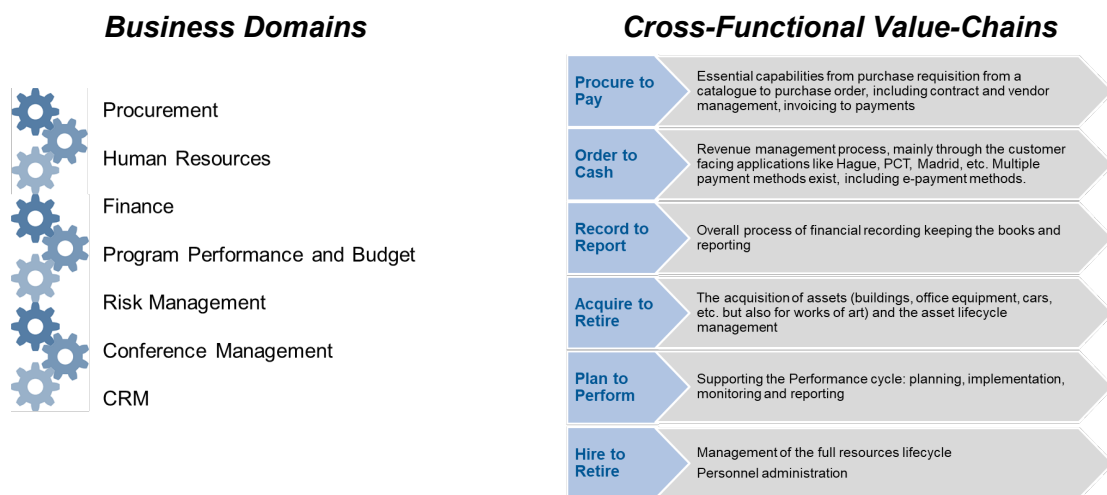 Business Domains
Procurement
Human Resources
Finance
Program Performance and Budget
Risk Management
Conference Management
CRM
Cross-Functional Value-Chains
Procure to
Pay
Essential capabilities from purchase requisition from a
catalogue to purchase order, including contract and vendor
management, invoicing to payments
Order to
Cash
Revenue management process, mainly through the customer
facing applications like Hague, PCT, Madrid, etc. Multiple
payment methods exist, including e-payment methods.
Record to
Report
Overall process of financial recording keeping the books and
reporting
Acquire to
Retire
The acquisition of assets (buildings, office equipment, cars,
etc. but also for works of art) and the asset lifecycle
management
Plan to
Perform
Supporting the Performance cycle: planning, implementation,
monitoring and reporting
Hire to
Retire
Management of the full resources lifecycle
Personnel administration